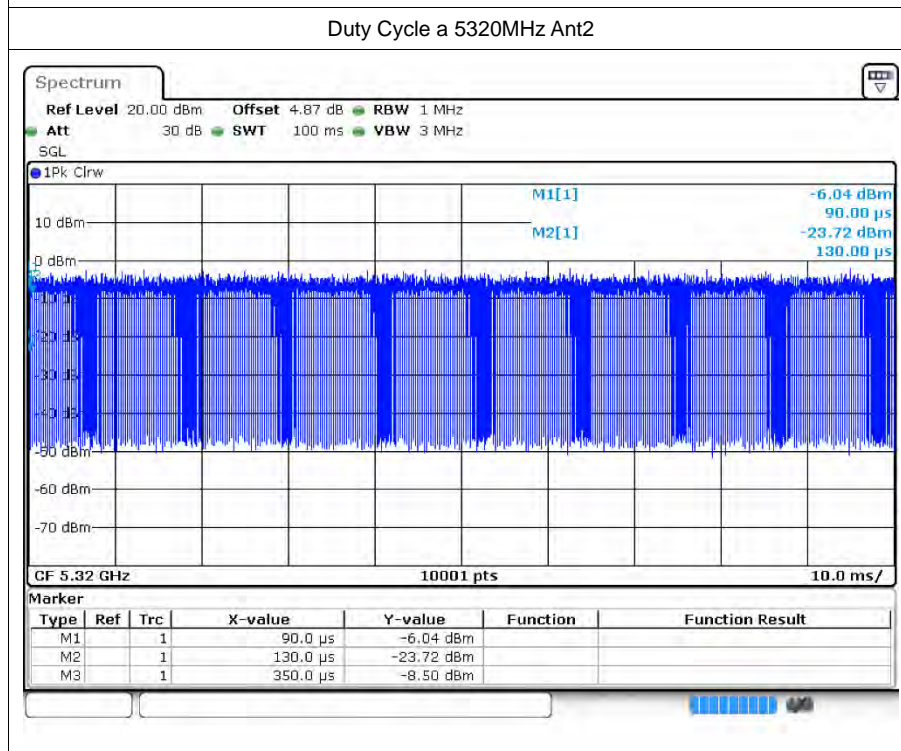 Duty Cycle a 5320MHz Ant2
Spectrum
Ref Level 20.00 dBm Offset 4.87 dB RBW 1 MHz
Att 30 dB SWT 100 ms VBW 3 MHz
SGL
1Pk Clrw
M1[1] -6.04 dBm
90.00 µs
10 dBm
M2[1] -23.72 dBm
130.00 µs
0 dBm
-50 dBm
-60 dBm
-70 dBm
CF 5.32 GHz 10001 pts 10.0 ms/
Marker
Type Ref Trc X-value Y-value Function Function Result
M1 1 90.0 µs -6.04 dBm
M2 1 130.0 µs -23.72 dBm
M3 1 350.0 µs -8.50 dBm